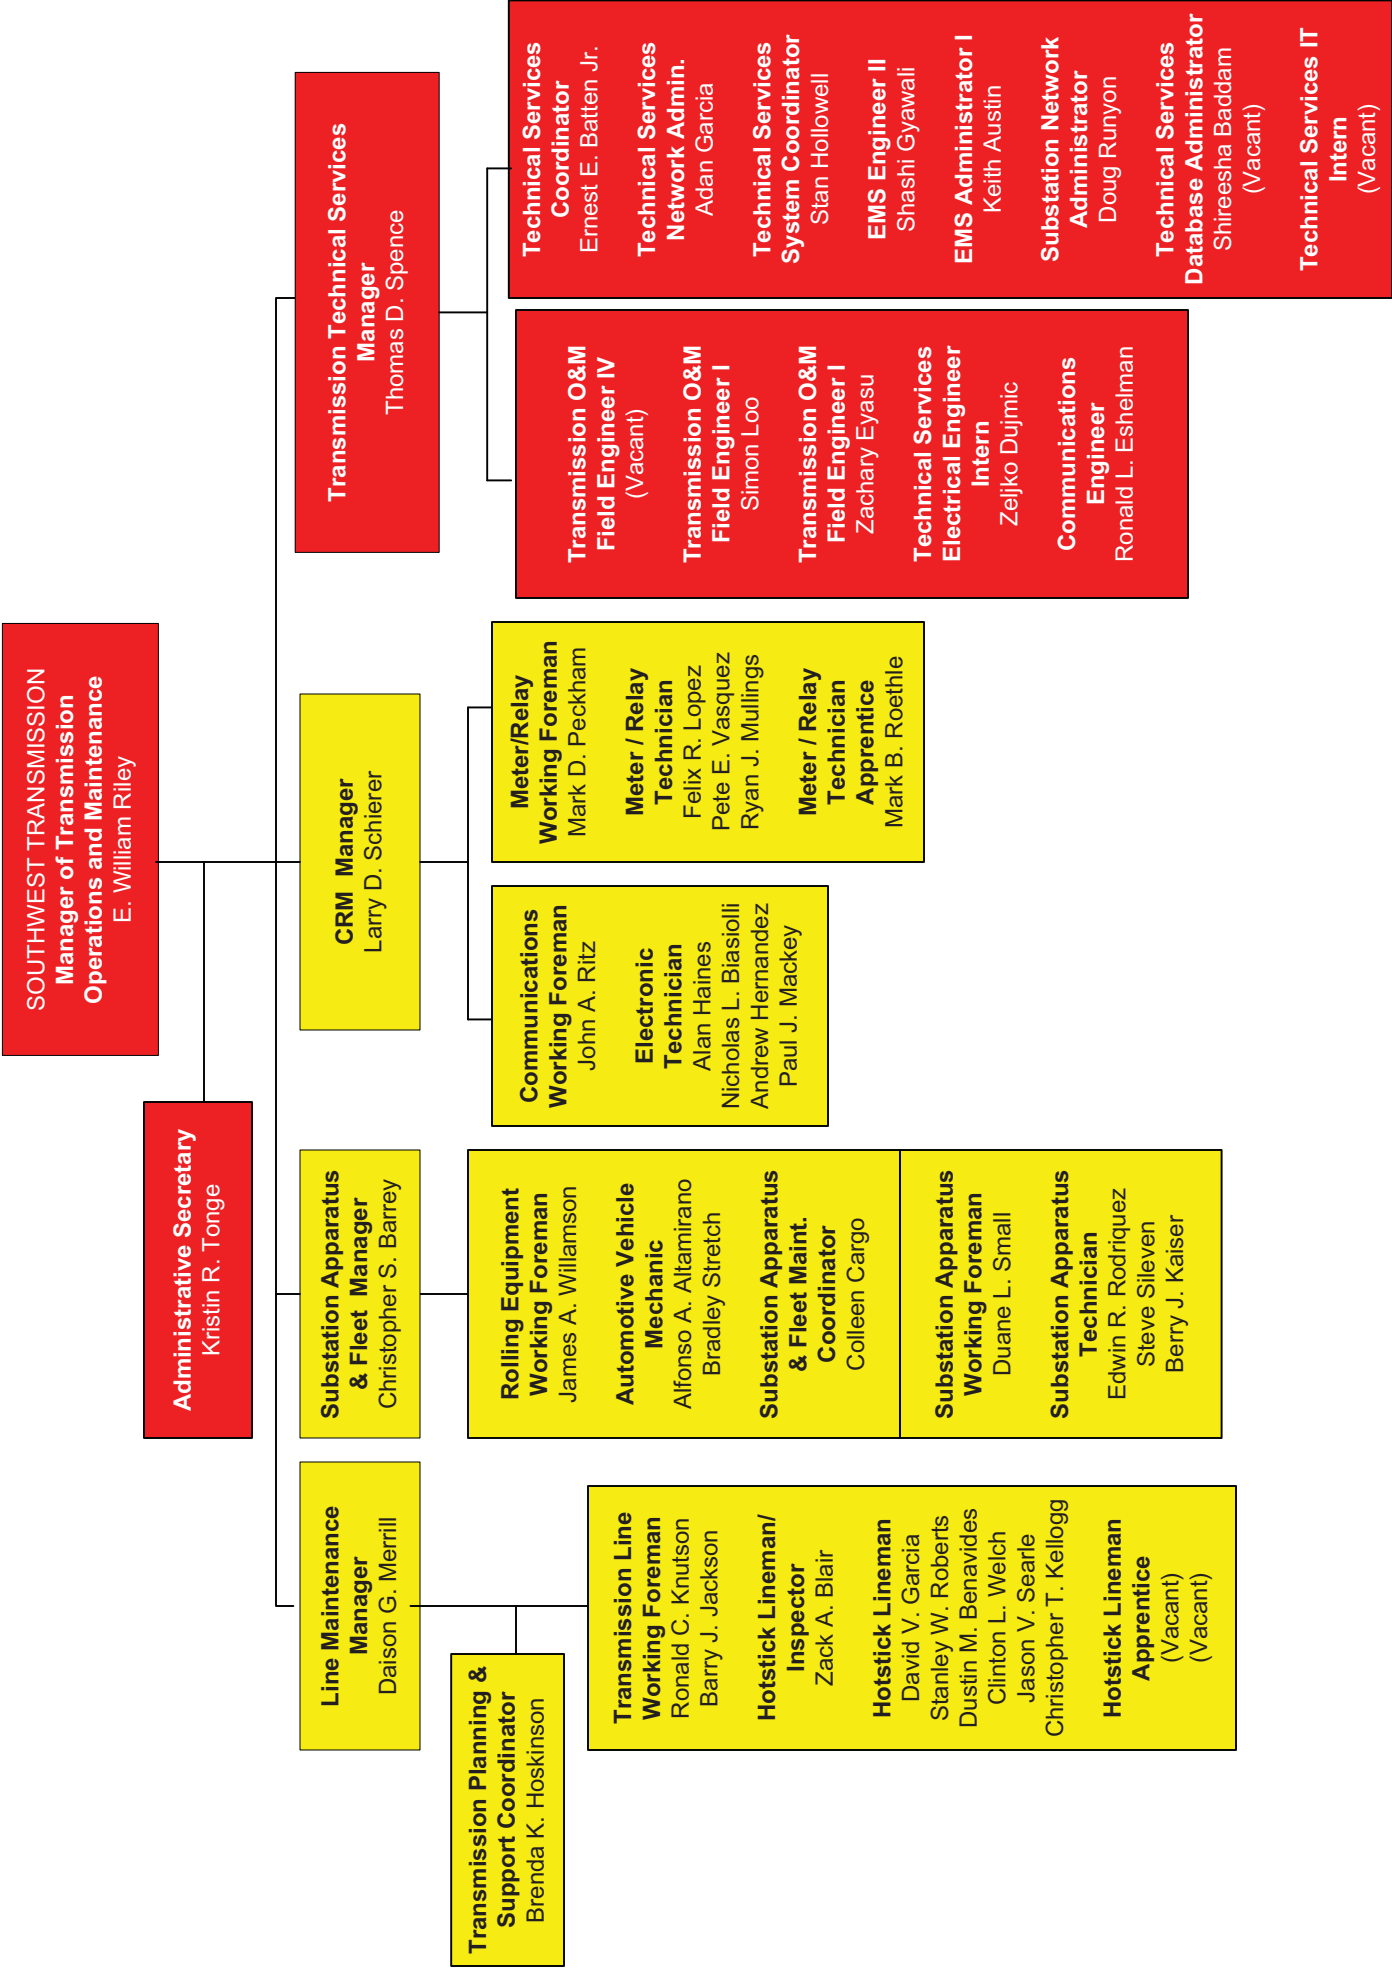 SOUTHWEST TRANSMISSION
Manager of Transmission
Operations and Maintenance
E. William Riley
Administrative Secretary
Kristin R. Tonge
Line Maintenance
Manager
Daison G. Merrill
Transmission Planning &
Support Coordinator
Brenda K. Hoskinson
Transmission Line
Working Foreman
Ronald C. Knutson
Barry J. Jackson
Hotstick Lineman/
Inspector
Zack A. Blair
Hotstick Lineman
David V. Garcia
Stanley W. Roberts
Dustin M. Benavides
Clinton L. Welch
Jason V. Searle
Christopher T. Kellogg
Hotstick Lineman
Apprentice
(Vacant)
(Vacant)
Substation Apparatus
& Fleet Manager
Christopher S. Barrey
Rolling Equipment
Working Foreman
James A. Willamson
Automotive Vehicle
Mechanic
Alfonso A. Altamirano
Bradley Stretch
Substation Apparatus
& Fleet Maint.
Coordinator
Colleen Cargo
Substation Apparatus
Working Foreman
Duane L. Small
Substation Apparatus
Technician
Edwin R. Rodriquez
Steve Sileven
Berry J. Kaiser
CRM Manager
Larry D. Schierer
Communications
Working Foreman
John A. Ritz
Electronic
Technician
Alan Haines
Nicholas L. Biasiolli
Andrew Hernandez
Paul J. Mackey
Meter/Relay
Working Foreman
Mark D. Peckham
Meter / Relay
Technician
Felix R. Lopez
Pete E. Vasquez
Ryan J. Mullings
Meter / Relay
Technician
Apprentice
Mark B. Roethle
Transmission Technical Services
Manager
Thomas D. Spence
Transmission O&M
Field Engineer IV
(Vacant)
Transmission O&M
Field Engineer I
Simon Loo
Transmission O&M
Field Engineer I
Zachary Eyasu
Technical Services
Electrical Engineer
Intern
Zeljko Dujmic
Communications
Engineer
Ronald L. Eshelman
Technical Services
Coordinator
Ernest E. Batten Jr.
Technical Services
Network Admin.
Adan Garcia
Technical Services
System Coordinator
Stan Hollowell
EMS Engineer II
Shashi Gyawali
EMS Administrator I
Keith Austin
Substation Network
Administrator
Doug Runyon
Technical Services
Database Administrator
Shireesha Baddam
(Vacant)
Technical Services IT
Intern
(Vacant)